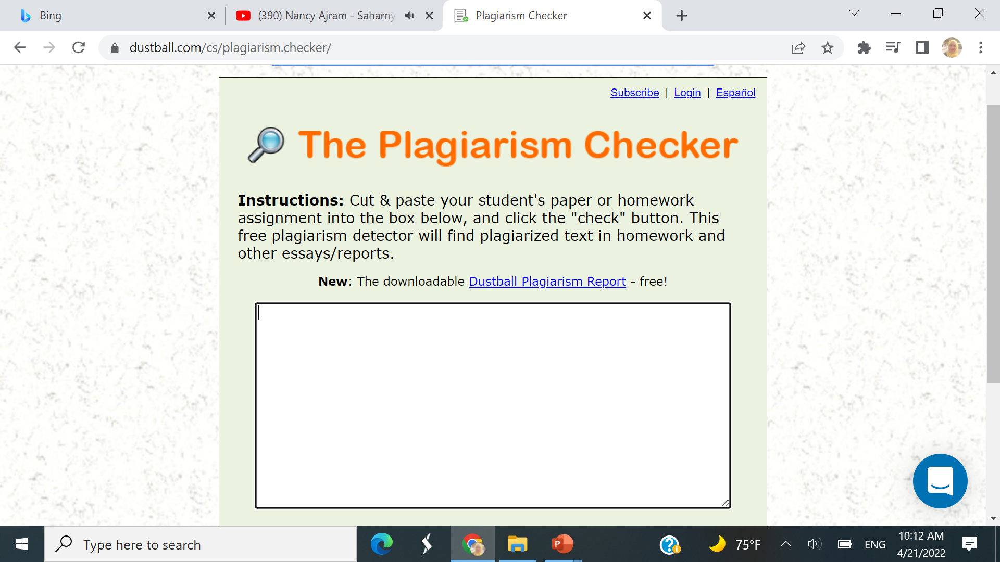 Bing
(390) Nancy Ajram - Saharny
Plagiarism Checker
dustball.com/cs/plagiarism.checker/
Subscribe | Login | Español
The Plagiarism Checker
Instructions: Cut & paste your student's paper or homework
assignment into the box below, and click the "check" button. This
free plagiarism detector will find plagiarized text in homework and
other essays/reports.
New: The downloadable Dustball Plagiarism Report - free!
Type here to search
P
75°F
ENG
10:12 AM
4/21/2022